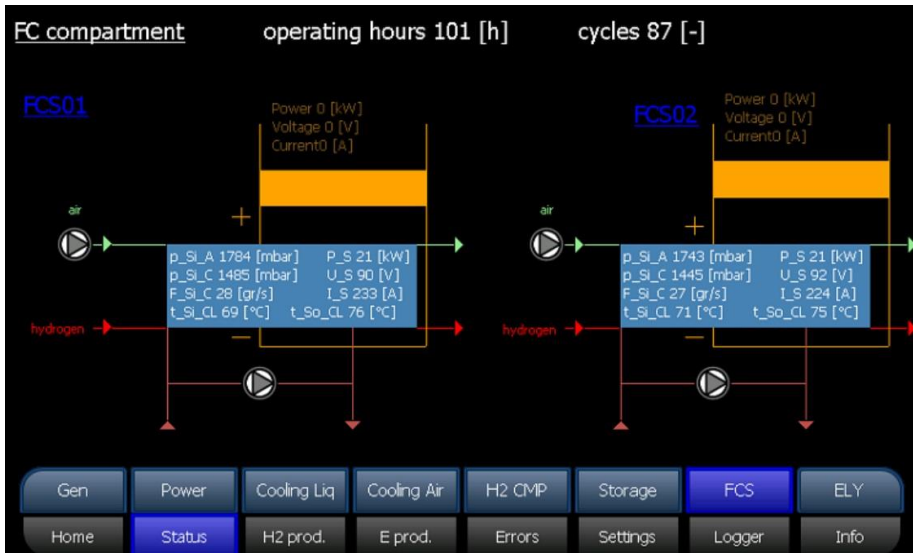 FC compartment operating hours 101 [h] cycles 87 [-]
FCS01
Power 0 [kW]
Voltage 0 [V]
Current0 [A]
+
air
p_Si_A 1784 [mbar] P_S 21 [kW]
p_Si_C 1485 [mbar] U_S 90 [V]
F_Si_C 28 [gr/s] I_S 233 [A]
t_Si_CL 69 [°C] t_So_CL 76 [°C]
hydrogen
—
FCS02
Power 0 [kW]
Voltage 0 [V]
Current0 [A]
+
air
p_Si_A 1743 [mbar] P_S 21 [kW]
p_Si_C 1445 [mbar] U_S 92 [V]
F_Si_C 27 [gr/s] I_S 224 [A]
t_Si_CL 71 [°C] t_So_CL 75 [°C]
hydrogen
—
Gen Power Cooling Liq Cooling Air H2 CMP Storage FCS ELY
Home Status H2 prod. E prod. Errors Settings Logger Info